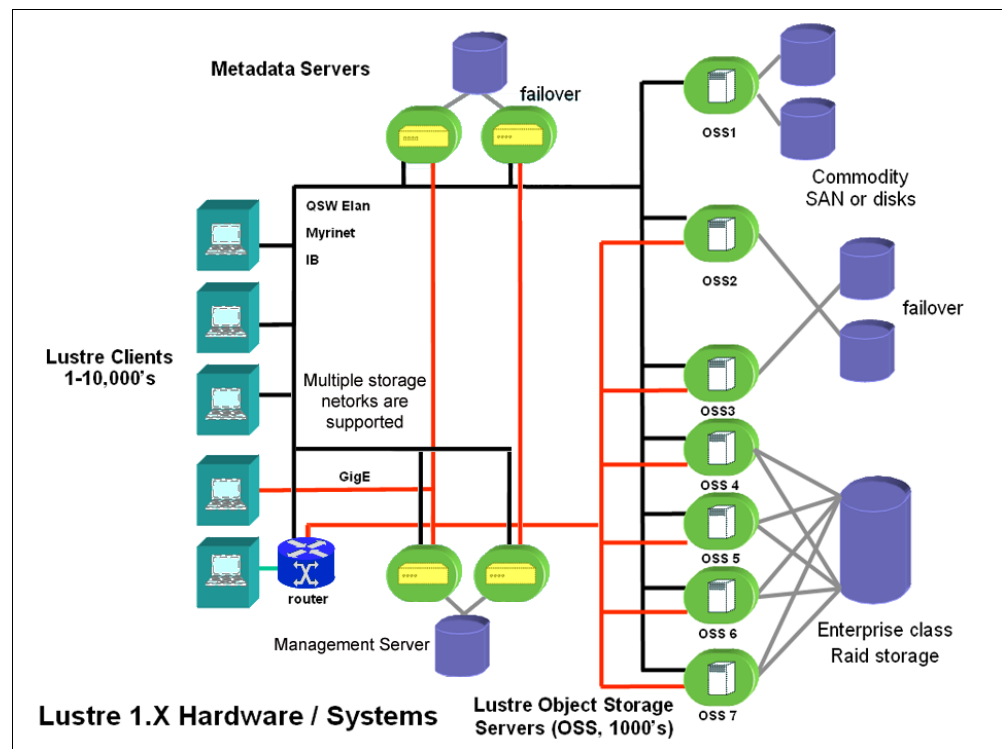 Metadata Servers
failover
OSS1
Commodity
SAN or disks
QSW Elan
Myrinet
IB
OSS2
failover
Lustre Clients
1-10,000's
Multiple storage
netorks are
supported
OSS3
OSS 4
GigE
OSS 5
router
OSS 6
Management Server
Enterprise class
Raid storage
OSS 7
Lustre 1.X Hardware / Systems
Lustre Object Storage
Servers (OSS, 1000's)